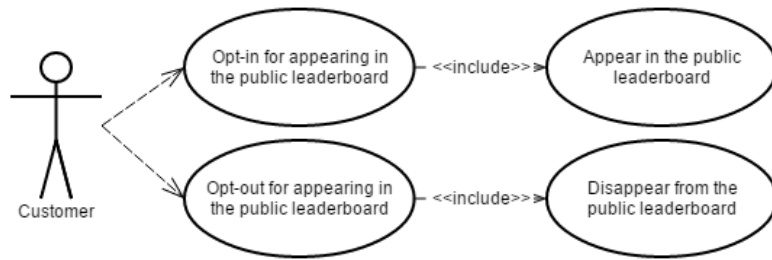 Opt-in for appearing in
the public leaderboard
<<include>>
Appear in the public
leaderboard
Customer
Opt-out for appearing in
the public leaderboard
<<include>>
Disappear from the
public leaderboard